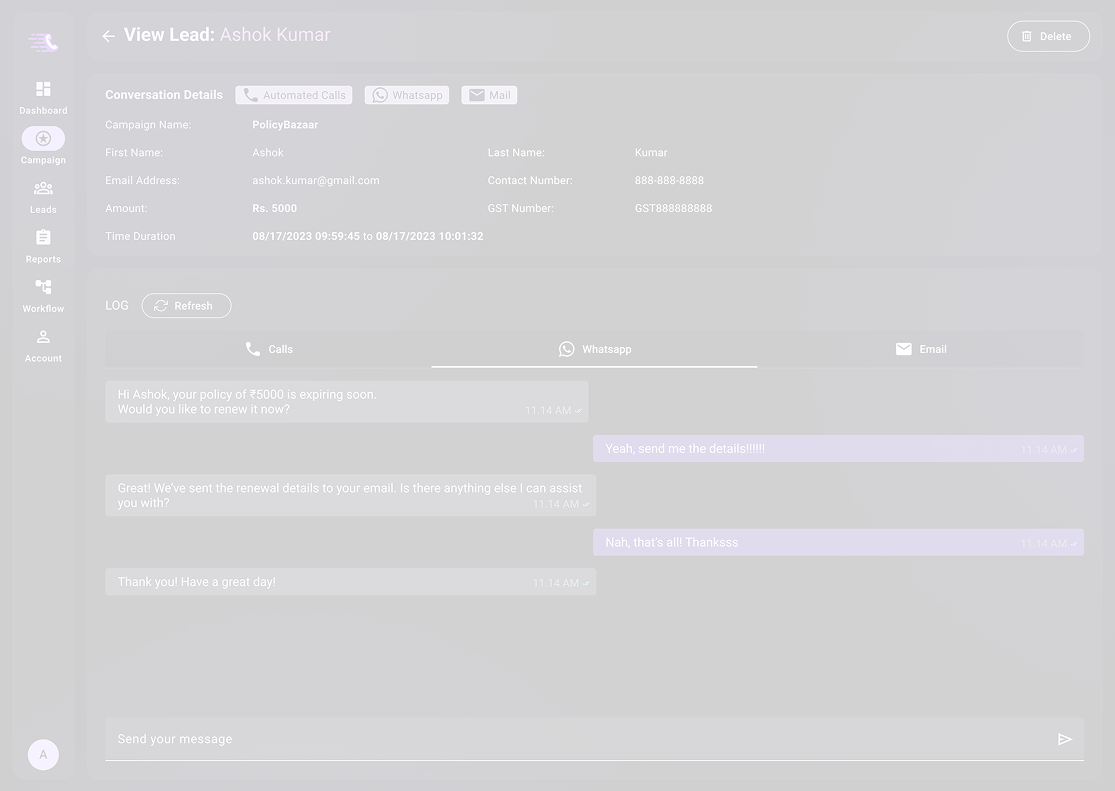 View Lead: Ashok Kumar
Delete
Dashboard
Campaign
Leads
Reports
Workflow
Account
A
Conversation Details Automated Calls Whatsapp Mail
Campaign Name: PolicyBazaar
First Name: Ashok Last Name: Kumar
Email Address: ashok.kumar@gmail.com Contact Number: 888-888-8888
Amount: Rs. 5000 GST Number: GST888888888
Time Duration 08/17/2023 09:59:45 to 08/17/2023 10:01:32
LOG Refresh
Calls Whatsapp Email
Hi Ashok, your policy of ₹5000 is expiring soon.
Would you like to renew it now? 11.14 AM
Yeah, send me the details!!!!!! 11.14 AM
Great! We've sent the renewal details to your email. Is there anything else I can assist
you with? 11.14 AM
Nah, that's all! Thanksss 11.14 AM
Thank you! Have a great day! 11.14 AM
Send your message